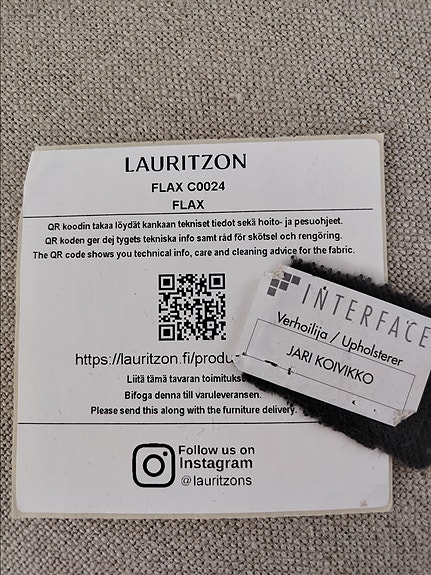 LAURITZON
FLAX C0024
FLAX
QR koodin takaa löydät kankaan tekniset tiedot sekä hoito- ja pesuohjeet.
QR koden ger dej tygets tekniska info samt råd för skötsel och rengöring.
The QR code shows you technical info, care and cleaning advice for the fabric.
https://lauritzon.fi/produ
Liitä tämä tavaran toimitukse
Bifoga denna till varuleveransen.
Please send this along with the furniture delivery.
Follow us on
Instagram
@lauritzons
INTERFACE
Verhoilija / Upholsterer
JARI KOIVIKKO